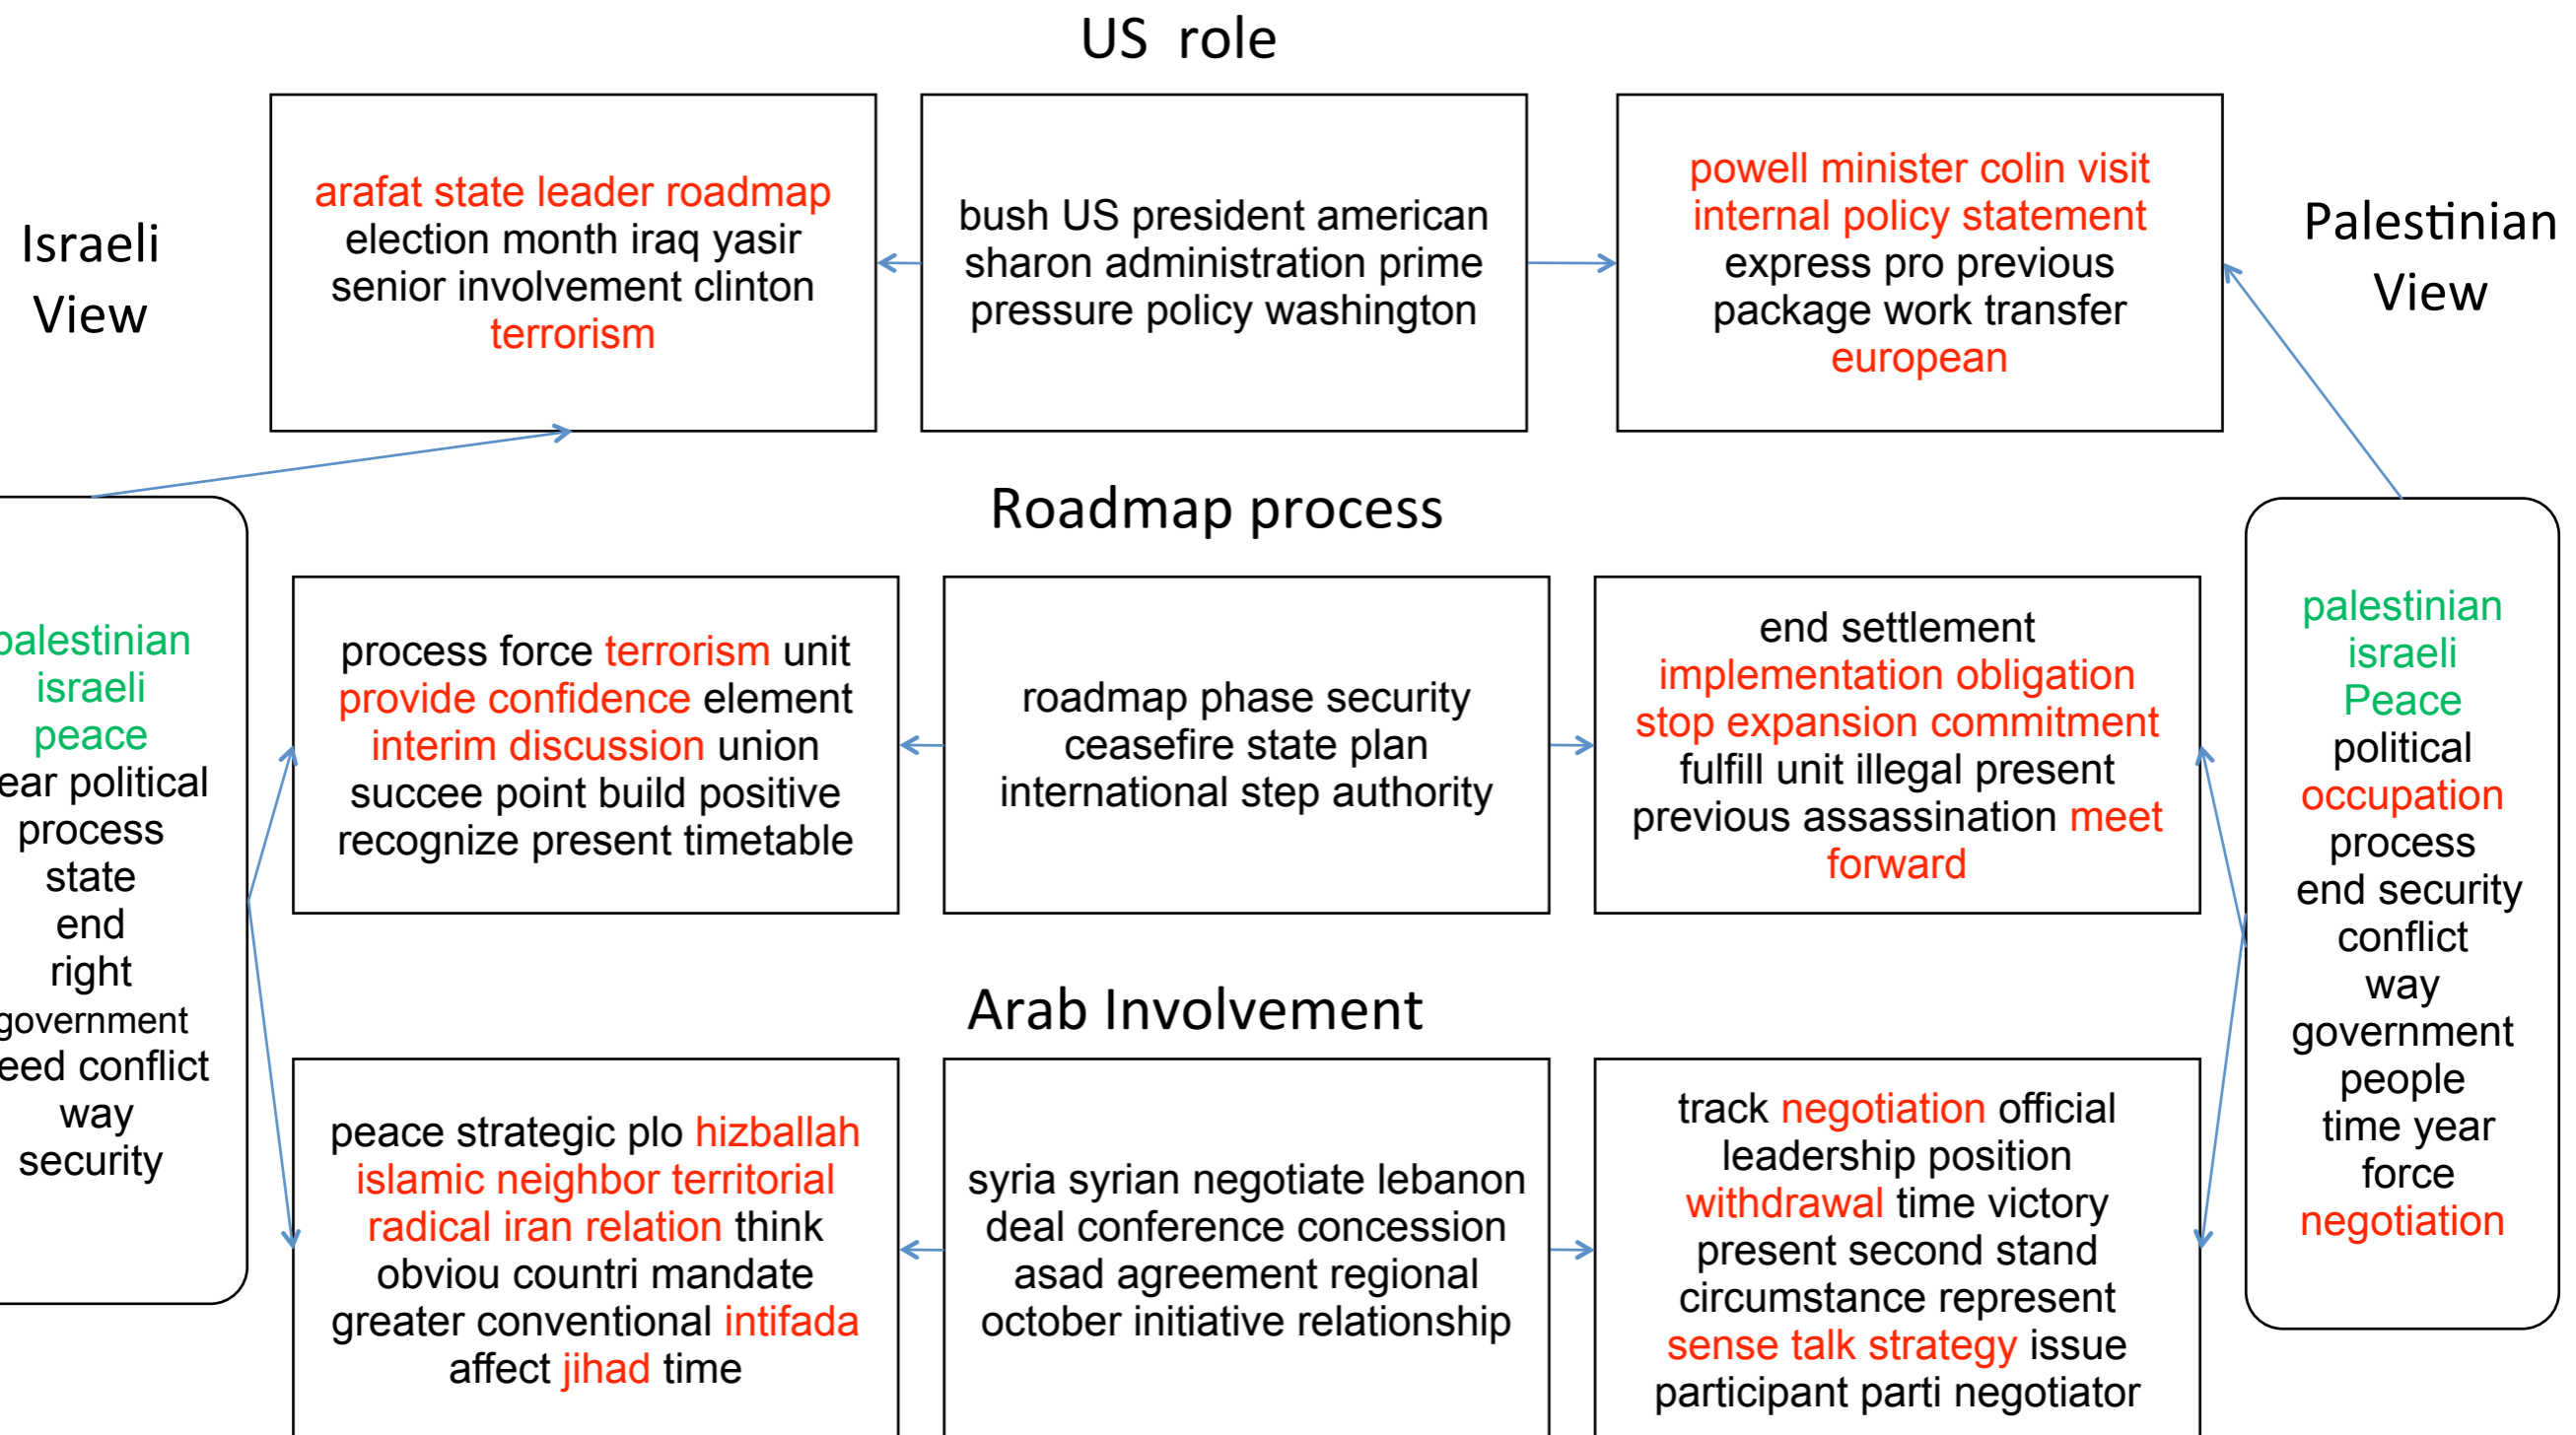 US role
Israeli
View
arafat state leader roadmap
election month iraq yasir
senior involvement clinton
terrorism
bush US president american
sharon administration prime
pressure policy washington
powell minister colin visit
internal policy statement
express pro previous
package work transfer
european
Palestinian
View
Roadmap process
palestinian
israeli
peace
political
process
state
end
right
government
conflict
way
security
process force terrorism unit
provide confidence element
interim discussion union
succee point build positive
recognize present timetable
roadmap phase security
ceasefire state plan
international step authority
end settlement
implementation obligation
stop expansion commitment
fulfill unit illegal present
previous assassination meet
forward
palestinian
israeli
Peace
political
occupation
process
end security
conflict
way
government
people
time year
force
negotiation
Arab Involvement
peace strategic plo hizballah
islamic neighbor territorial
radical iran relation think
obviou countri mandate
greater conventional intifada
affect jihad time
syria syrian negotiate lebanon
deal conference concession
asad agreement regional
october initiative relationship
track negotiation official
leadership position
withdrawal time victory
present second stand
circumstance represent
sense talk strategy issue
participant parti negotiator